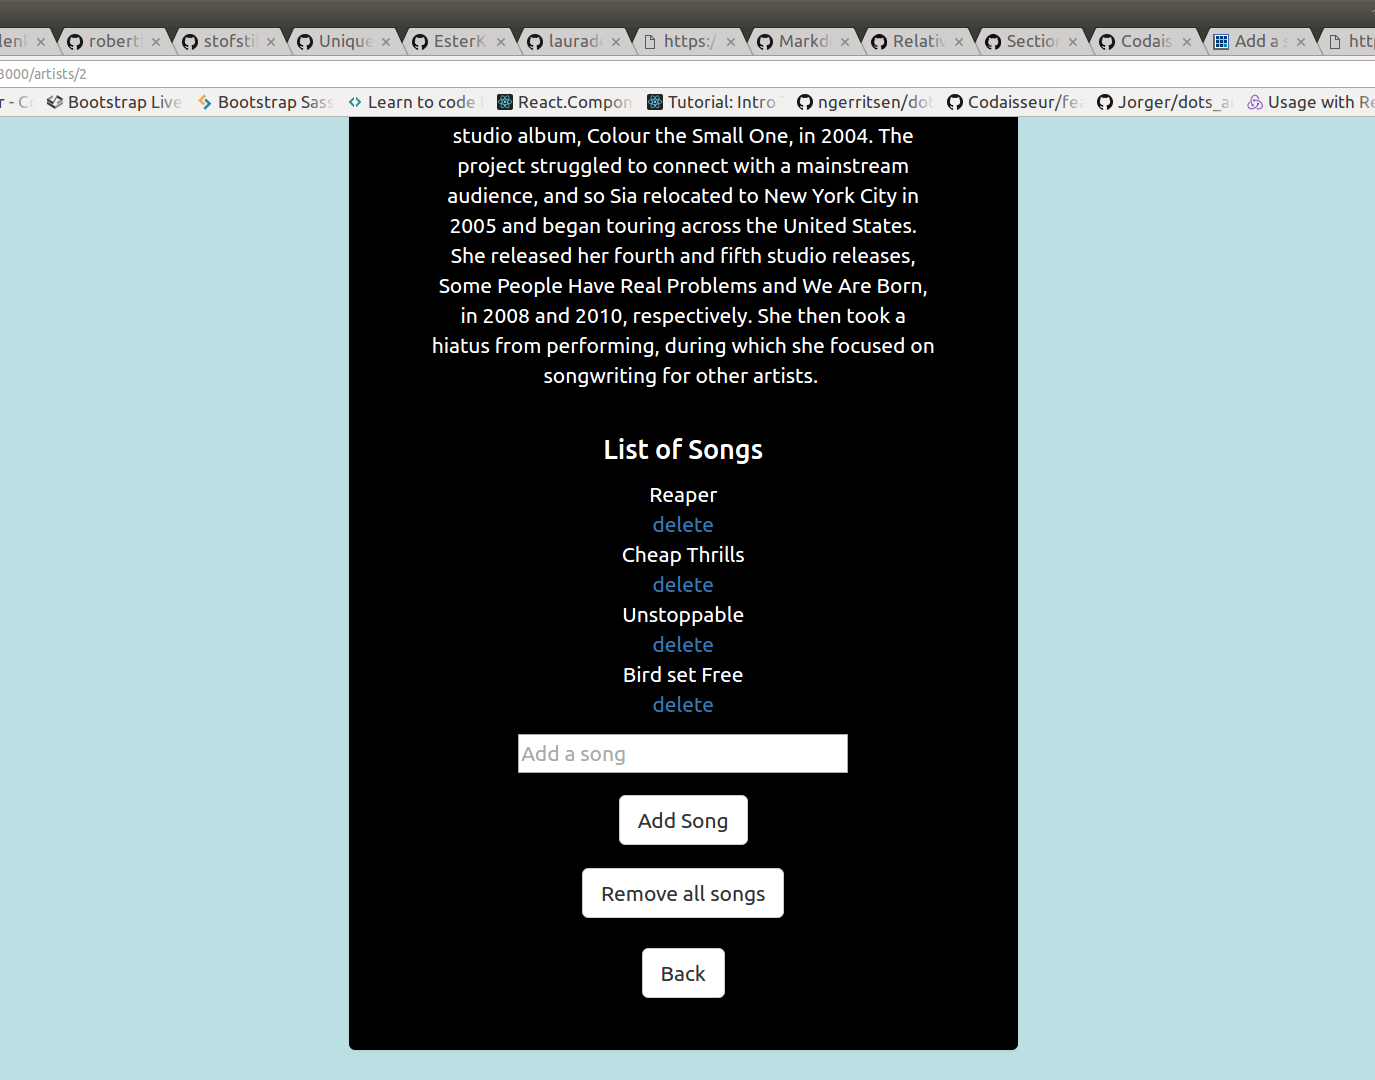 robert
stofsti
Unique
EsterK
laurad
https:/
Markd
Relativ
Section
Codais
Add a s
3000/artists/2
Bootstrap Live
Bootstrap Sass
Learn to code
React.Compon
Tutorial: Intro
ngerritsen/dot
Codaisseur/fea
Jorger/dots_a
Usage with Re
studio album, Colour the Small One, in 2004. The
project struggled to connect with a mainstream
audience, and so Sia relocated to New York City in
2005 and began touring across the United States.
She released her fourth and fifth studio releases,
Some People Have Real Problems and We Are Born,
in 2008 and 2010, respectively. She then took a
hiatus from performing, during which she focused on
songwriting for other artists.
List of Songs
Reaper
delete
Cheap Thrills
delete
Unstoppable
delete
Bird set Free
delete
Add a song
Add Song
Remove all songs
Back